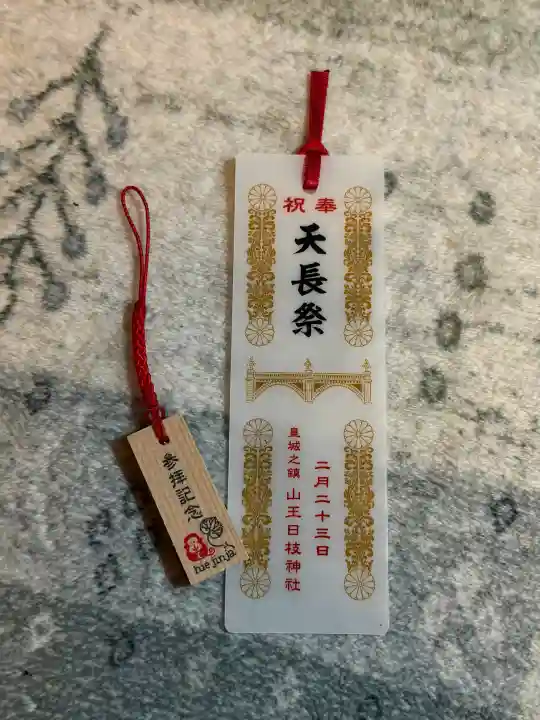 奉祝
天長祭
二月二十三日
皇城之鎮 山王日枝神社
参拝記念
hie jinja